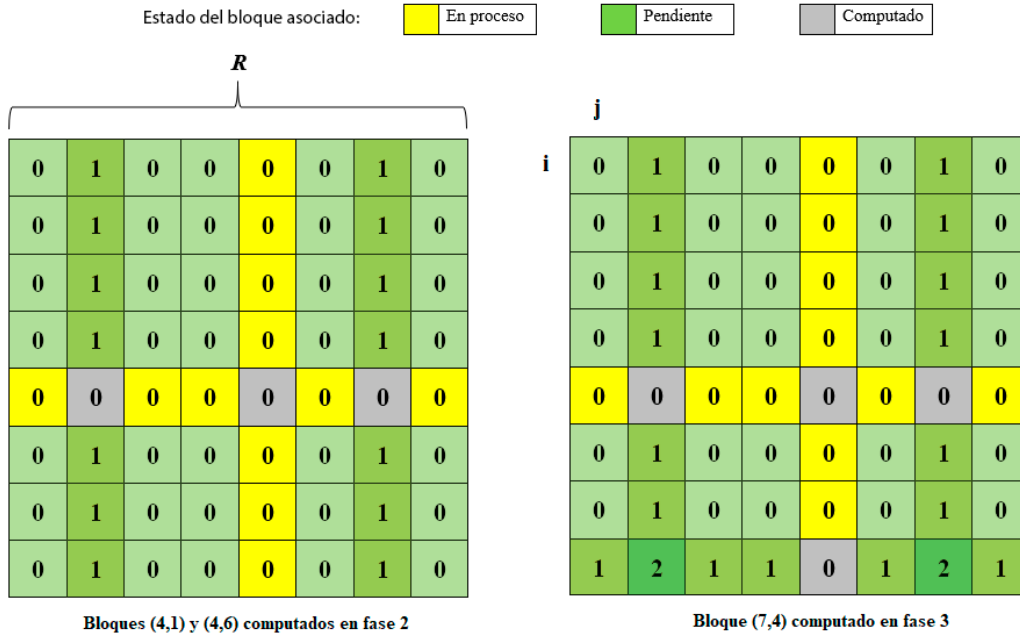 Estado del bloque asociado: En proceso Pendiente Computado
R
j
i
0 1 0 0 0 0 1 0
0 1 0 0 0 0 1 0
0 1 0 0 0 0 1 0
0 1 0 0 0 0 1 0
0 0 0 0 0 0 0 0
0 1 0 0 0 0 1 0
0 1 0 0 0 0 1 0
0 1 0 0 0 0 1 0
Bloques (4,1) y (4,6) computados en fase 2
0 1 0 0 0 0 1 0
0 1 0 0 0 0 1 0
0 1 0 0 0 0 1 0
0 1 0 0 0 0 1 0
0 0 0 0 0 0 0 0
0 1 0 0 0 0 1 0
0 1 0 0 0 0 1 0
1 2 1 1 0 1 2 1
Bloque (7,4) computado en fase 3